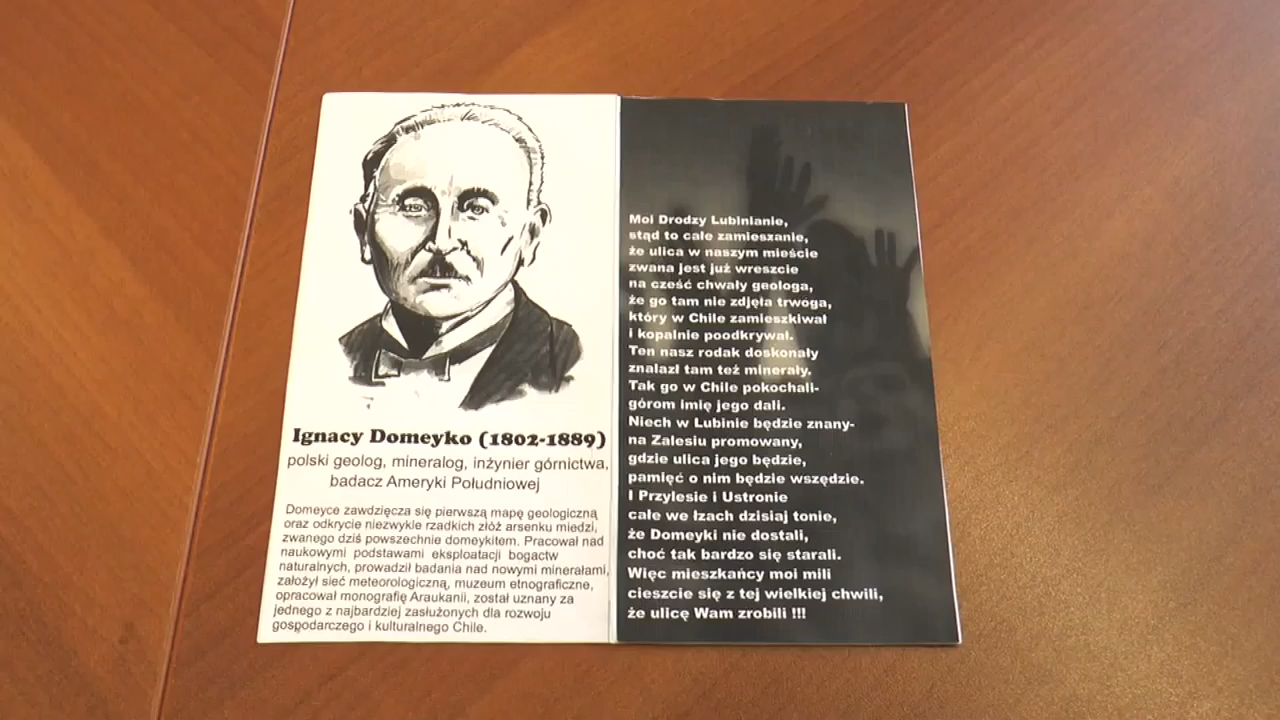 Ignacy Domeyko (1802-1889)
polski geolog, mineralog, inżynier górnictwa,
badacz Ameryki Południowej
Domeyce zawdzięcza się pierwszą mapę geologiczną
oraz odkrycie niezwykle rzadkich złóż arsenku miedzi,
zwanego dziś powszechnie domeykitem. Pracował nad
naukowymi podstawami eksploatacji bogactw
naturalnych, prowadził badania nad nowymi minerałami,
założył sieć meteorologiczną, muzeum etnograficzne,
opracował monografię Araukanii, został uznany za
jednego z najbardziej zasłużonych dla rozwoju
gospodarczego i kulturalnego Chile.
Moi Drodzy Lubinianie,
stąd to całe zamieszanie,
że ulica w naszym mieście
zwana jest już wreszcie
na cześć chwały geologa,
że go tam nie zdjęła trwoga,
który w Chile zamieszkiwał
i kopalnie poodkrywał.
Ten nasz rodak doskonały
znalazł tam też minerały.
Tak go w Chile pokochali-
górom imię jego dali.
Niech w Lubinie będzie znany-
na Zalesiu promowany,
gdzie ulica jego będzie,
pamięć o nim będzie wszędzie.
I Przylesie i Ustronie
całe we łzach dzisiaj tonie,
że Domeyki nie dostali,
choć tak bardzo się starali.
Więc mieszkańcy moi mili
cieszcie się z tej wielkiej chwili,
że ulicę Wam zrobili !!!